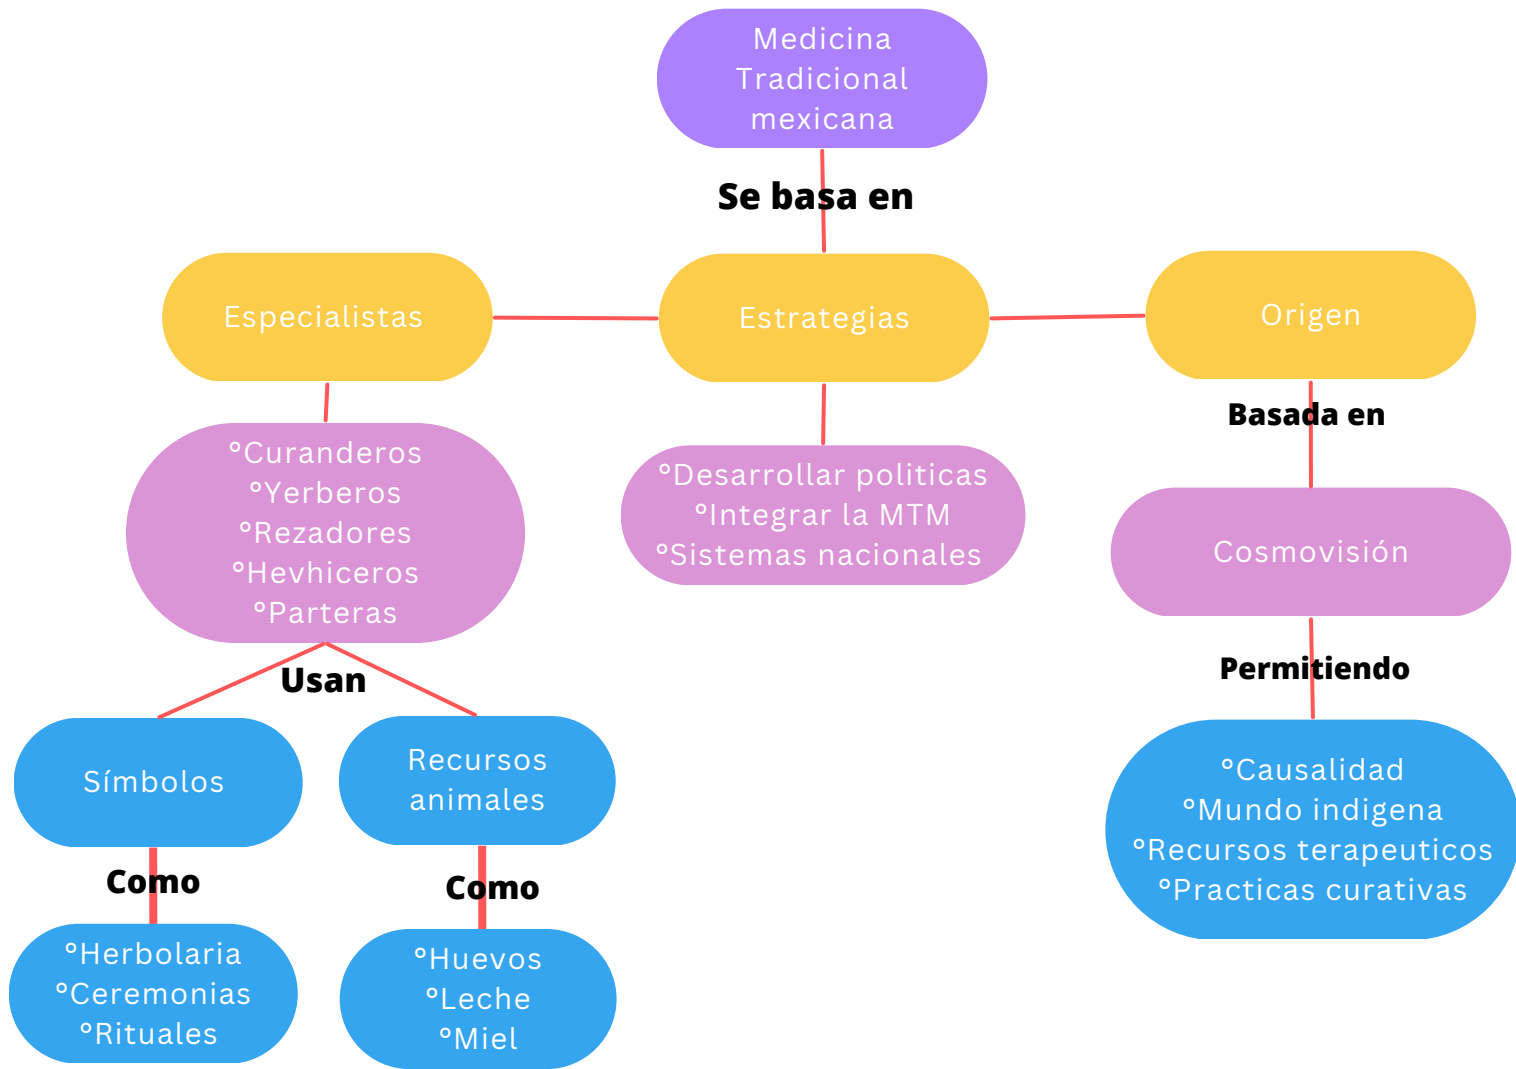 Medicina
Tradicional
mexicana
Se basa en
Especialistas
Estrategias
Origen
Basada en
°Curanderos
°Yerberos
°Rezadores
°Hevhiceros
°Parteras
°Desarrollar politicas
°Integrar la MTM
°Sistemas nacionales
Cosmovisión
Usan
Permitiendo
Símbolos
Recursos
animales
°Causalidad
°Mundo indigena
°Recursos terapeuticos
°Practicas curativas
Como
Como
°Herbolaria
°Ceremonias
°Rituales
°Huevos
°Leche
°Miel